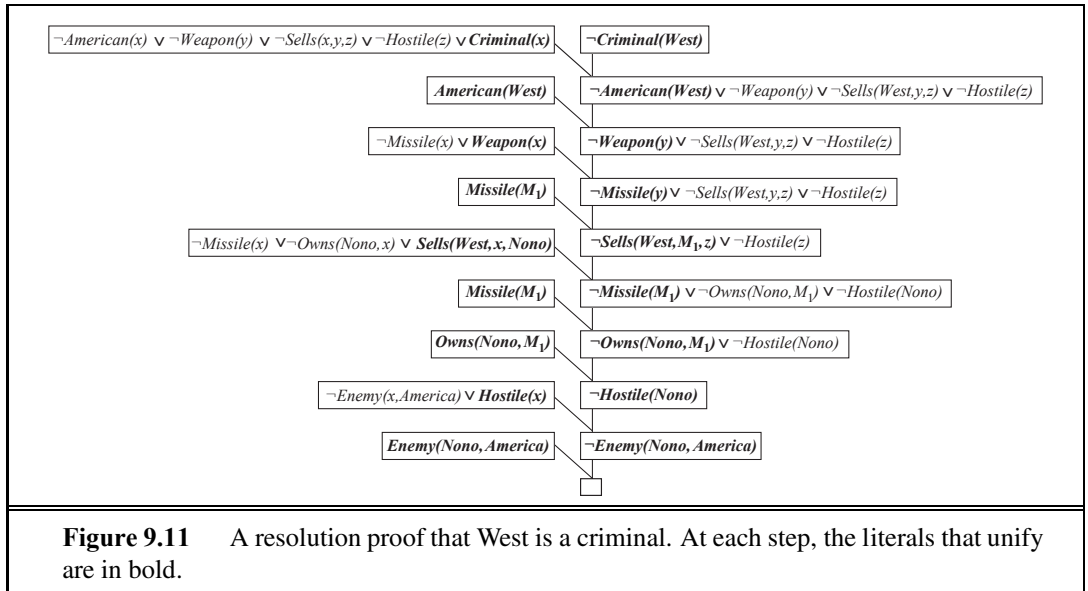 ¬American(x) ∨ ¬Weapon(y) ∨ ¬Sells(x,y,z) ∨ ¬Hostile(z) ∨ Criminal(x) ¬Criminal(West)
American(West) ¬American(West) ∨ ¬Weapon(y) ∨ ¬Sells(West,y,z) ∨ ¬Hostile(z)
¬Missile(x) ∨ Weapon(x) ¬Weapon(y) ∨ ¬Sells(West,y,z) ∨ ¬Hostile(z)
Missile(M₁) ¬Missile(y) ∨ ¬Sells(West,y,z) ∨ ¬Hostile(z)
¬Missile(x) ∨ ¬Owns(Nono,x) ∨ Sells(West,x,Nono) ¬Sells(West,M₁,z) ∨ ¬Hostile(z)
Missile(M₁) ¬Missile(M₁) ∨ ¬Owns(Nono,M₁) ∨ ¬Hostile(Nono)
Owns(Nono,M₁) ¬Owns(Nono,M₁) ∨ ¬Hostile(Nono)
¬Enemy(x,America) ∨ Hostile(x) ¬Hostile(Nono)
Enemy(Nono,America) ¬Enemy(Nono,America)
Figure 9.11 A resolution proof that West is a criminal. At each step, the literals that unify
are in bold.